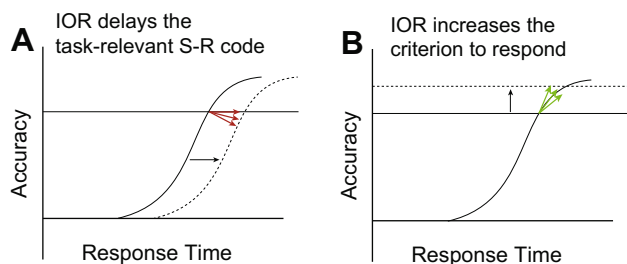 A
IOR delays the
task-relevant S-R code
Accuracy
Response Time
B
IOR increases the
criterion to respond
Accuracy
Response Time